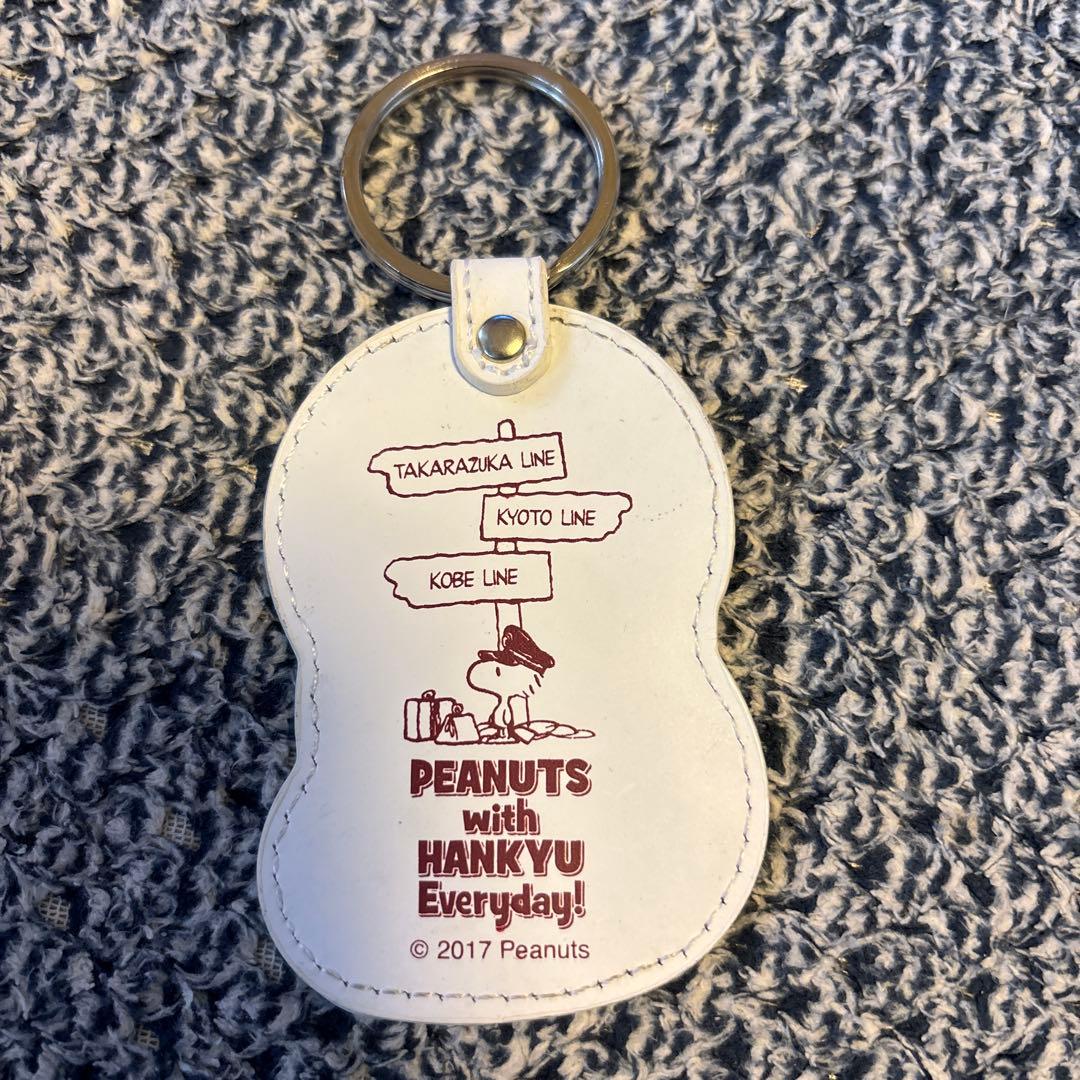 TAKARAZUKA LINE
KYOTO LINE
KOBE LINE
PEANUTS
with
HANKYU
Everyday!
© 2017 Peanuts